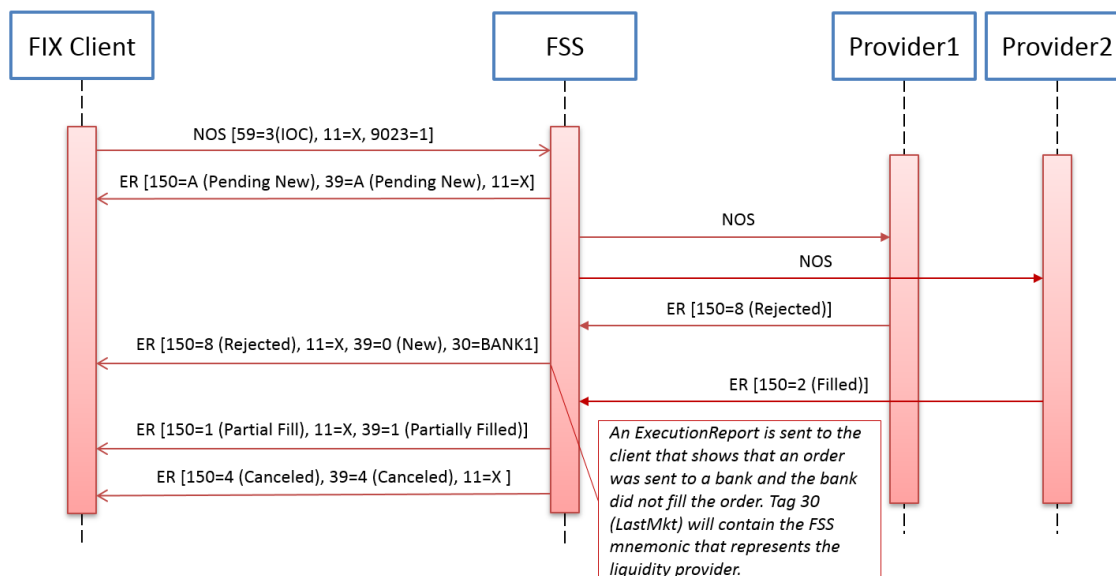 FIX Client
FSS
Provider1
Provider2
NOS [59=3(IOC), 11=X, 9023=1]
ER [150=A (Pending New), 39=A (Pending New), 11=X]
NOS
NOS
ER [150=8 (Rejected)]
ER [150=8 (Rejected), 11=X, 39=0 (New), 30=BANK1]
ER [150=2 (Filled)]
ER [150=1 (Partial Fill), 11=X, 39=1 (Partially Filled)]
ER [150=4 (Canceled), 39=4 (Canceled), 11=X ]
An ExecutionReport is sent to the
client that shows that an order
was sent to a bank and the bank
did not fill the order. Tag 30
(LastMkt) will contain the FSS
mnemonic that represents the
liquidity provider.